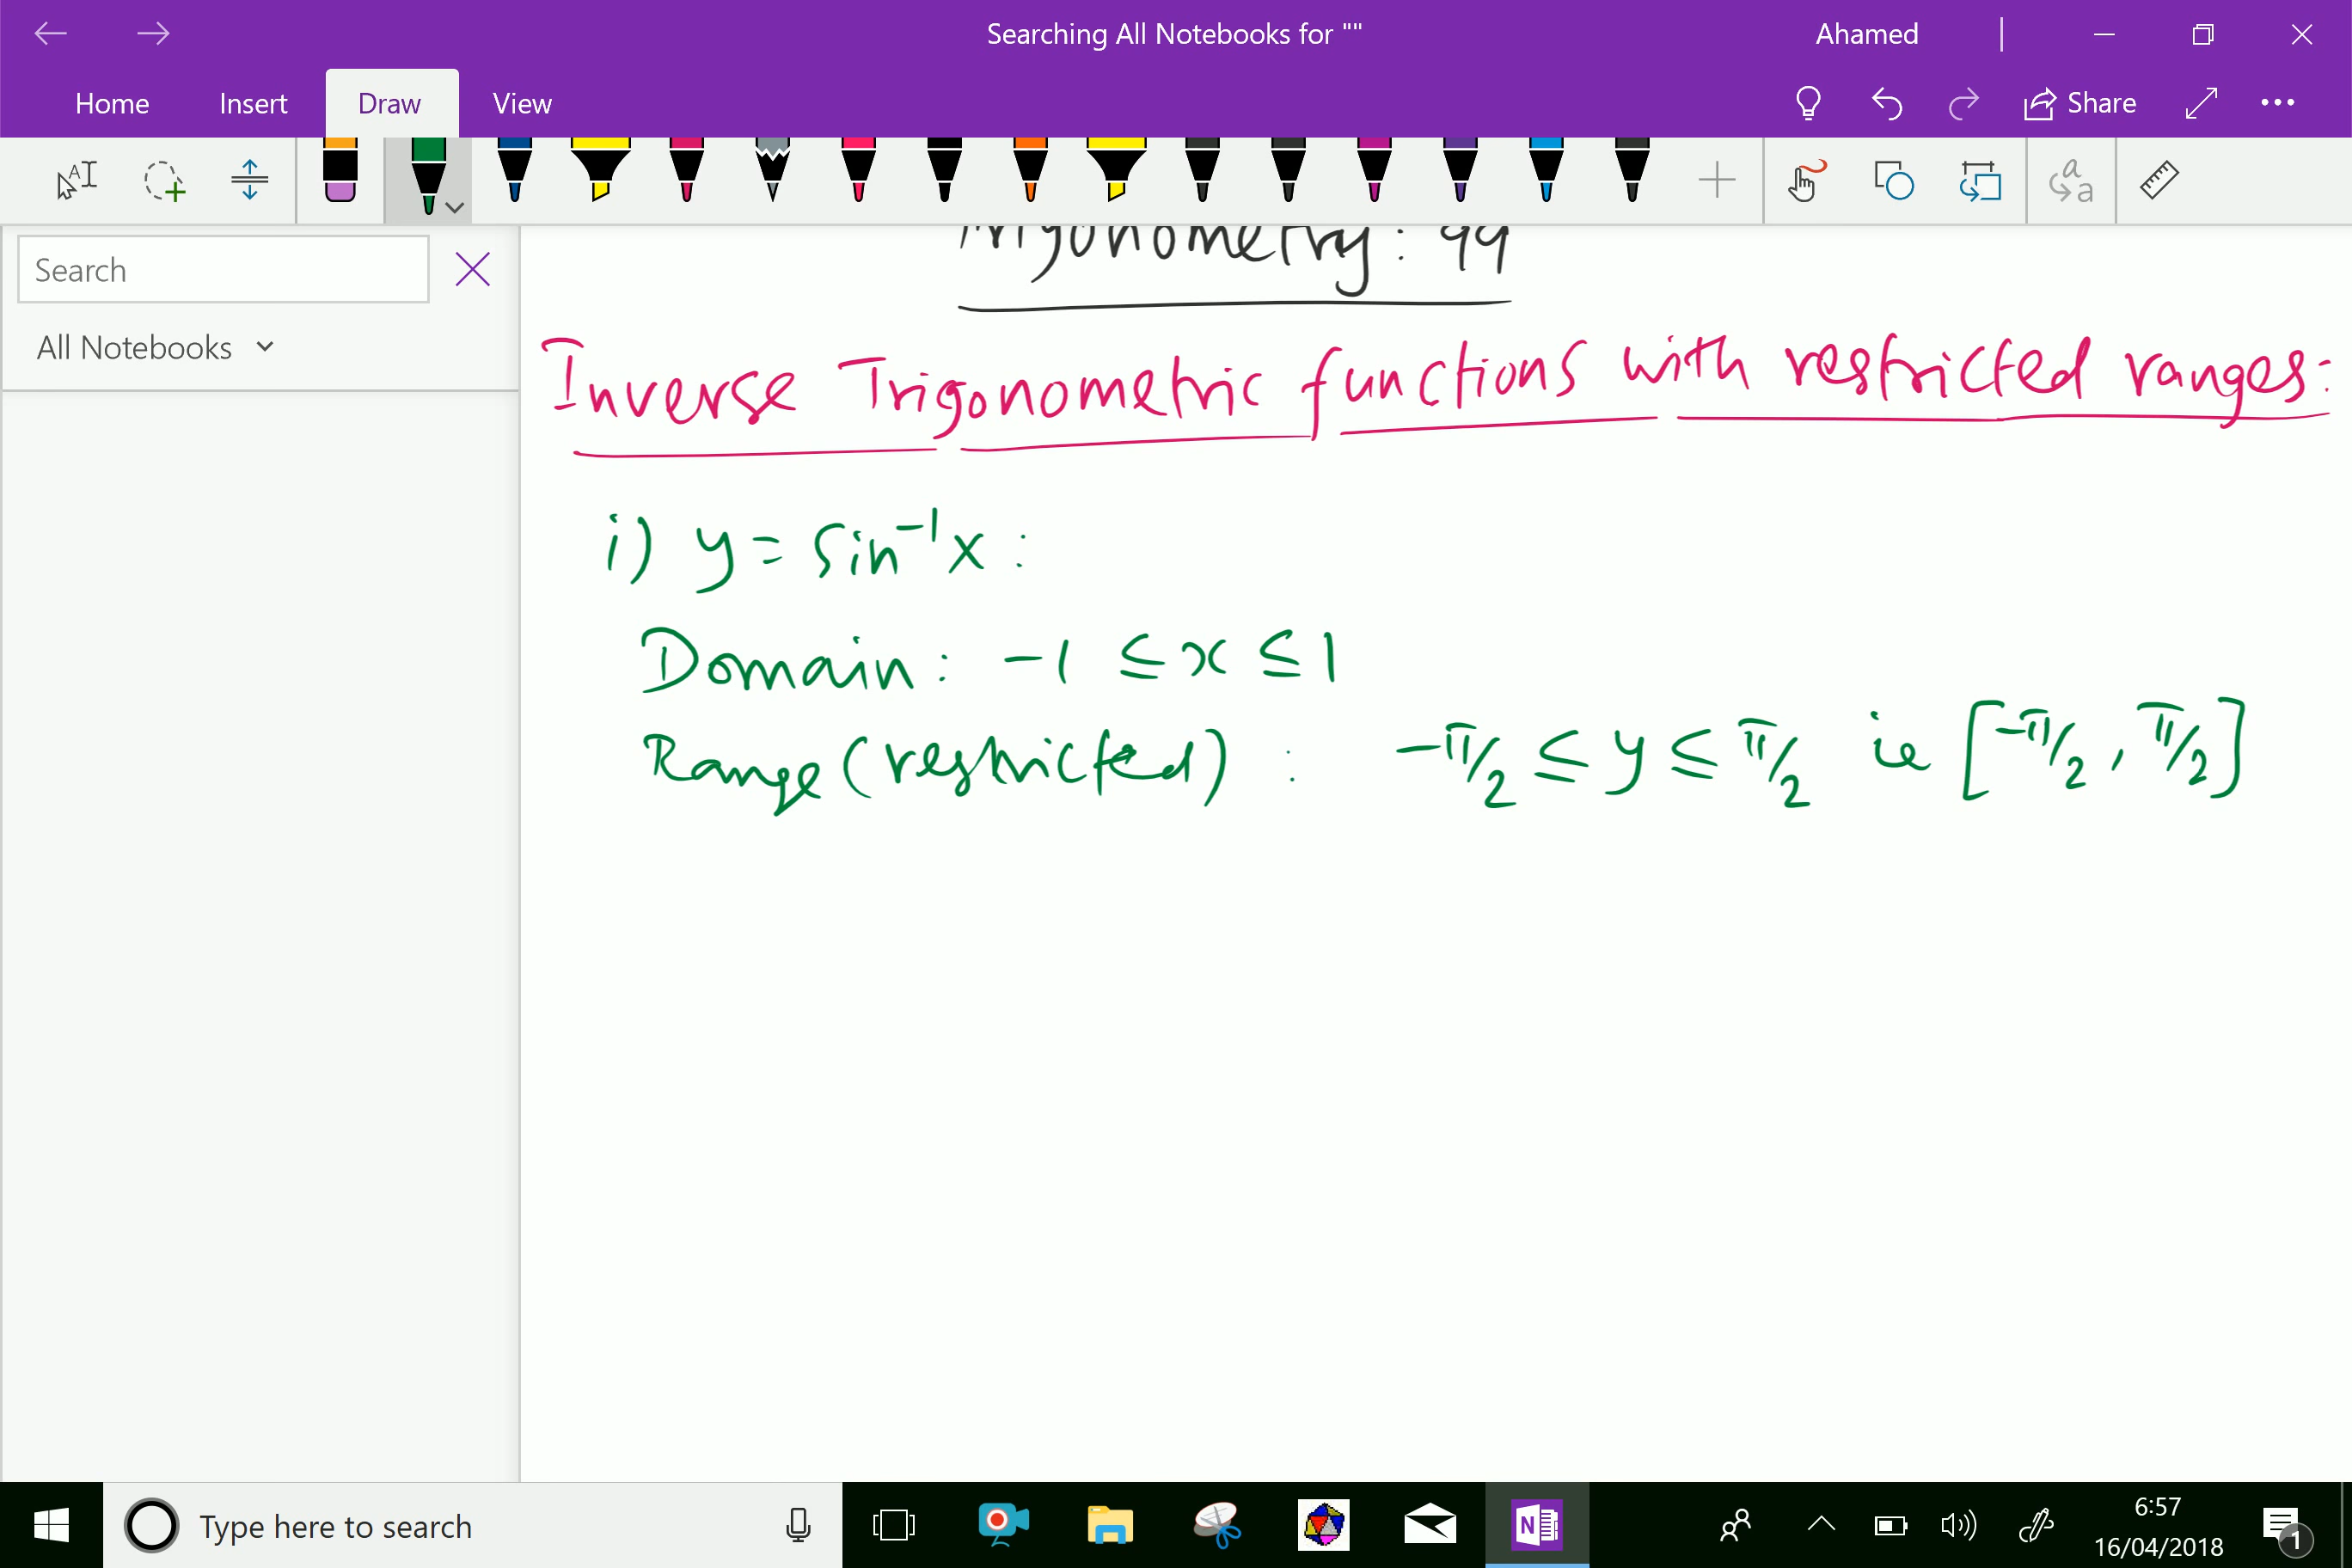 Searching All Notebooks for ""
Ahamed
Home Insert Draw View
Share
Search
All Notebooks
Trigonometry: 99
Inverse Trigonometric functions with restricted ranges:
i) y = sin⁻¹x :
Domain: -1 ≤ x ≤ 1
Range (restricted) : -π/2 ≤ y ≤ π/2 ie [-π/2, π/2]
Type here to search
6:57
16/04/2018
1